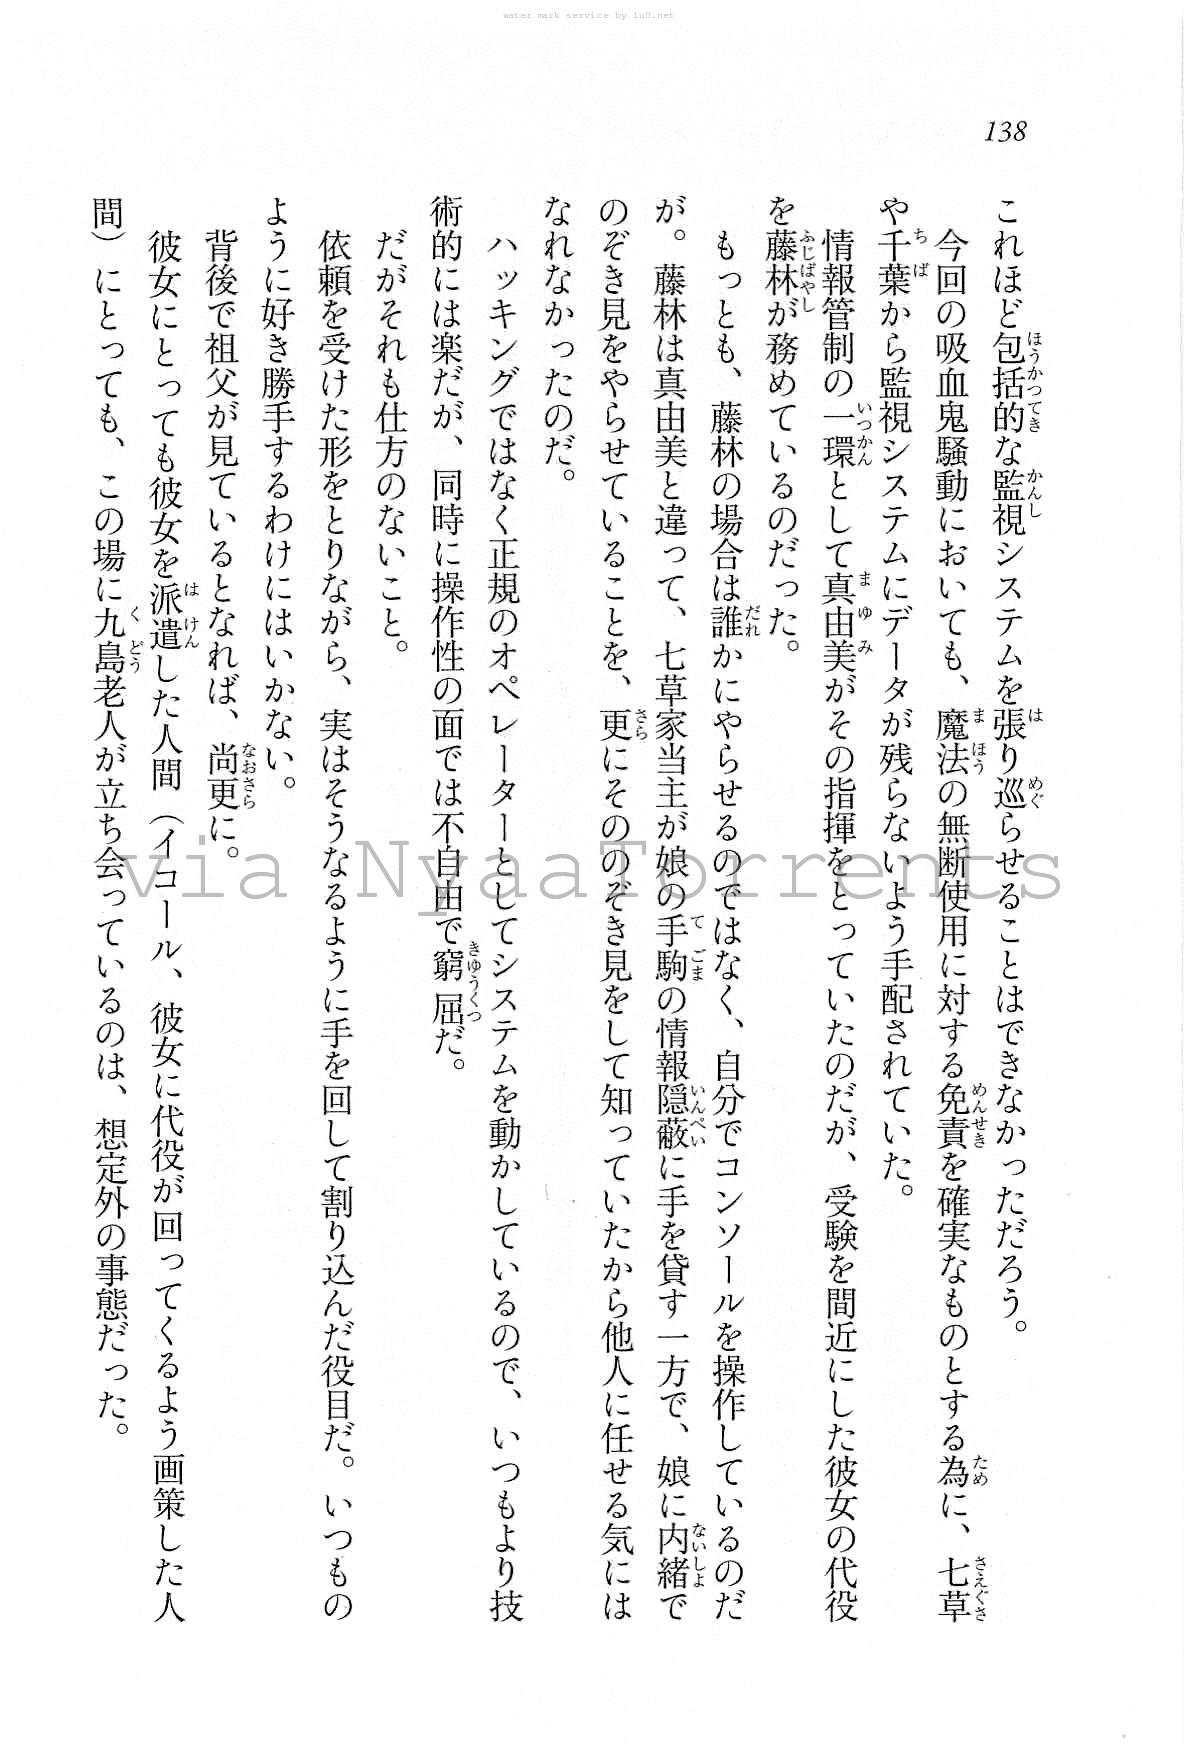 water mark service by lu0.net
138
これほど包括的な監視システムを張り巡らせることはできなかっただろう。
今回の吸血鬼騒動においても、魔法の無断使用に対する免責を確実なものとする為に、七草
や千葉から監視システムにデータが残らないよう手配されていた。
情報管制の一環として真由美がその指揮をとっていたのだが、受験を間近にした彼女の代役
を藤林が務めているのだった。
もっとも、藤林の場合は誰かにやらせるのではなく、自分でコンソールを操作しているのだ
が。藤林は真由美と違って、七草家当主が娘の手駒の情報隠蔽に手を貸す一方で、娘に内緒で
のぞき見をやらせていることを、更にそののぞき見をして知っていたから他人に任せる気には
なれなかったのだ。
ハッキングではなく正規のオペレーターとしてシステムを動かしているので、いつもより技
術的には楽だが、同時に操作性の面では不自由で窮屈だ。
だがそれも仕方のないこと。
依頼を受けた形をとりながら、実はそうなるように手を回して割り込んだ役目だ。いつもの
ように好き勝手するわけにはいかない。
背後で祖父が見ているとなれば、尚更に。
彼女にとっても彼女を派遣した人間（イコール、彼女に代役が回ってくるよう画策した人
間）にとっても、この場に九島老人が立ち会っているのは、想定外の事態だった。
via NyaaTorrents